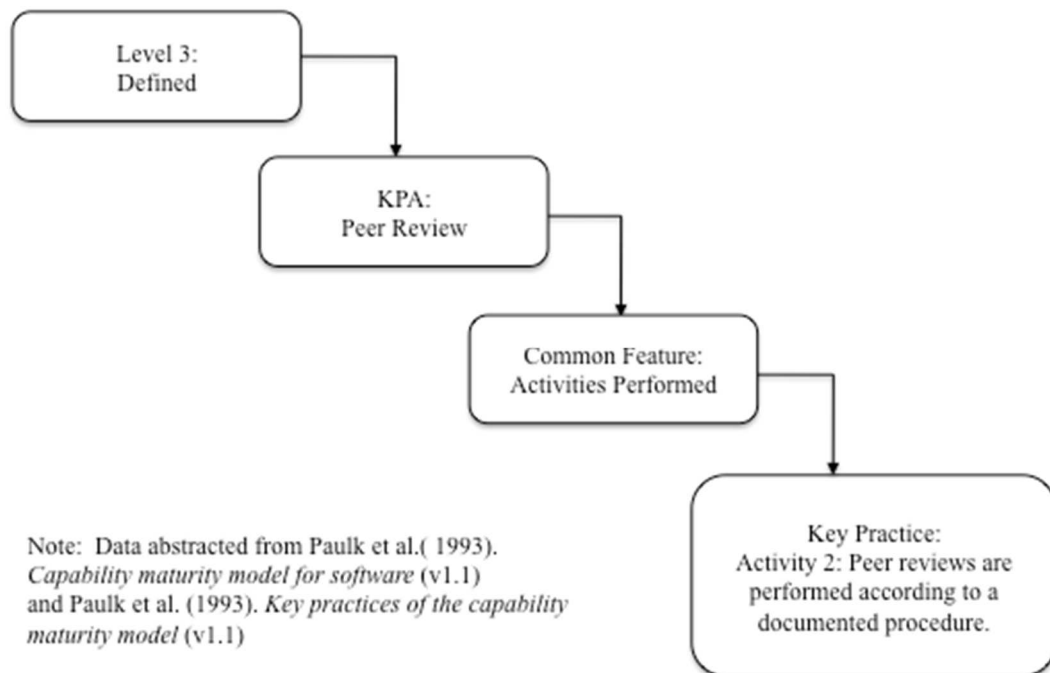 Level 3:
Defined
KPA:
Peer Review
Common Feature:
Activities Performed
Key Practice:
Activity 2: Peer reviews are
performed according to a
documented procedure.
Note:  Data abstracted from Paulk et al.( 1993).
Capability maturity model for software (v1.1)
and Paulk et al. (1993). Key practices of the capability
maturity model (v1.1)